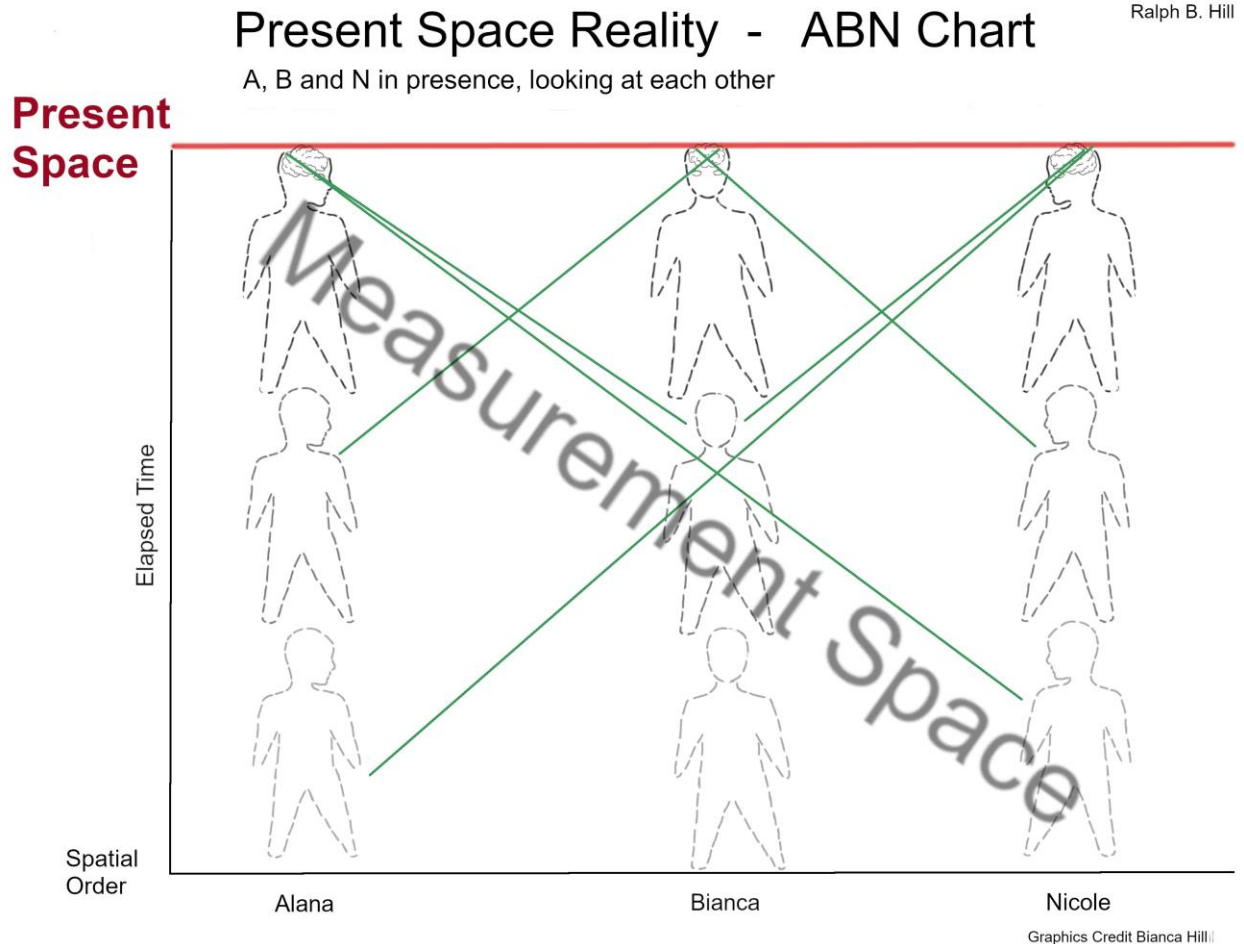 Ralph B. Hill
Present Space Reality - ABN Chart
A, B and N in presence, looking at each other
Present
Space
Measurement Space
Elapsed Time
Spatial
Order
Alana
Bianca
Nicole
Graphics Credit Bianca Hill